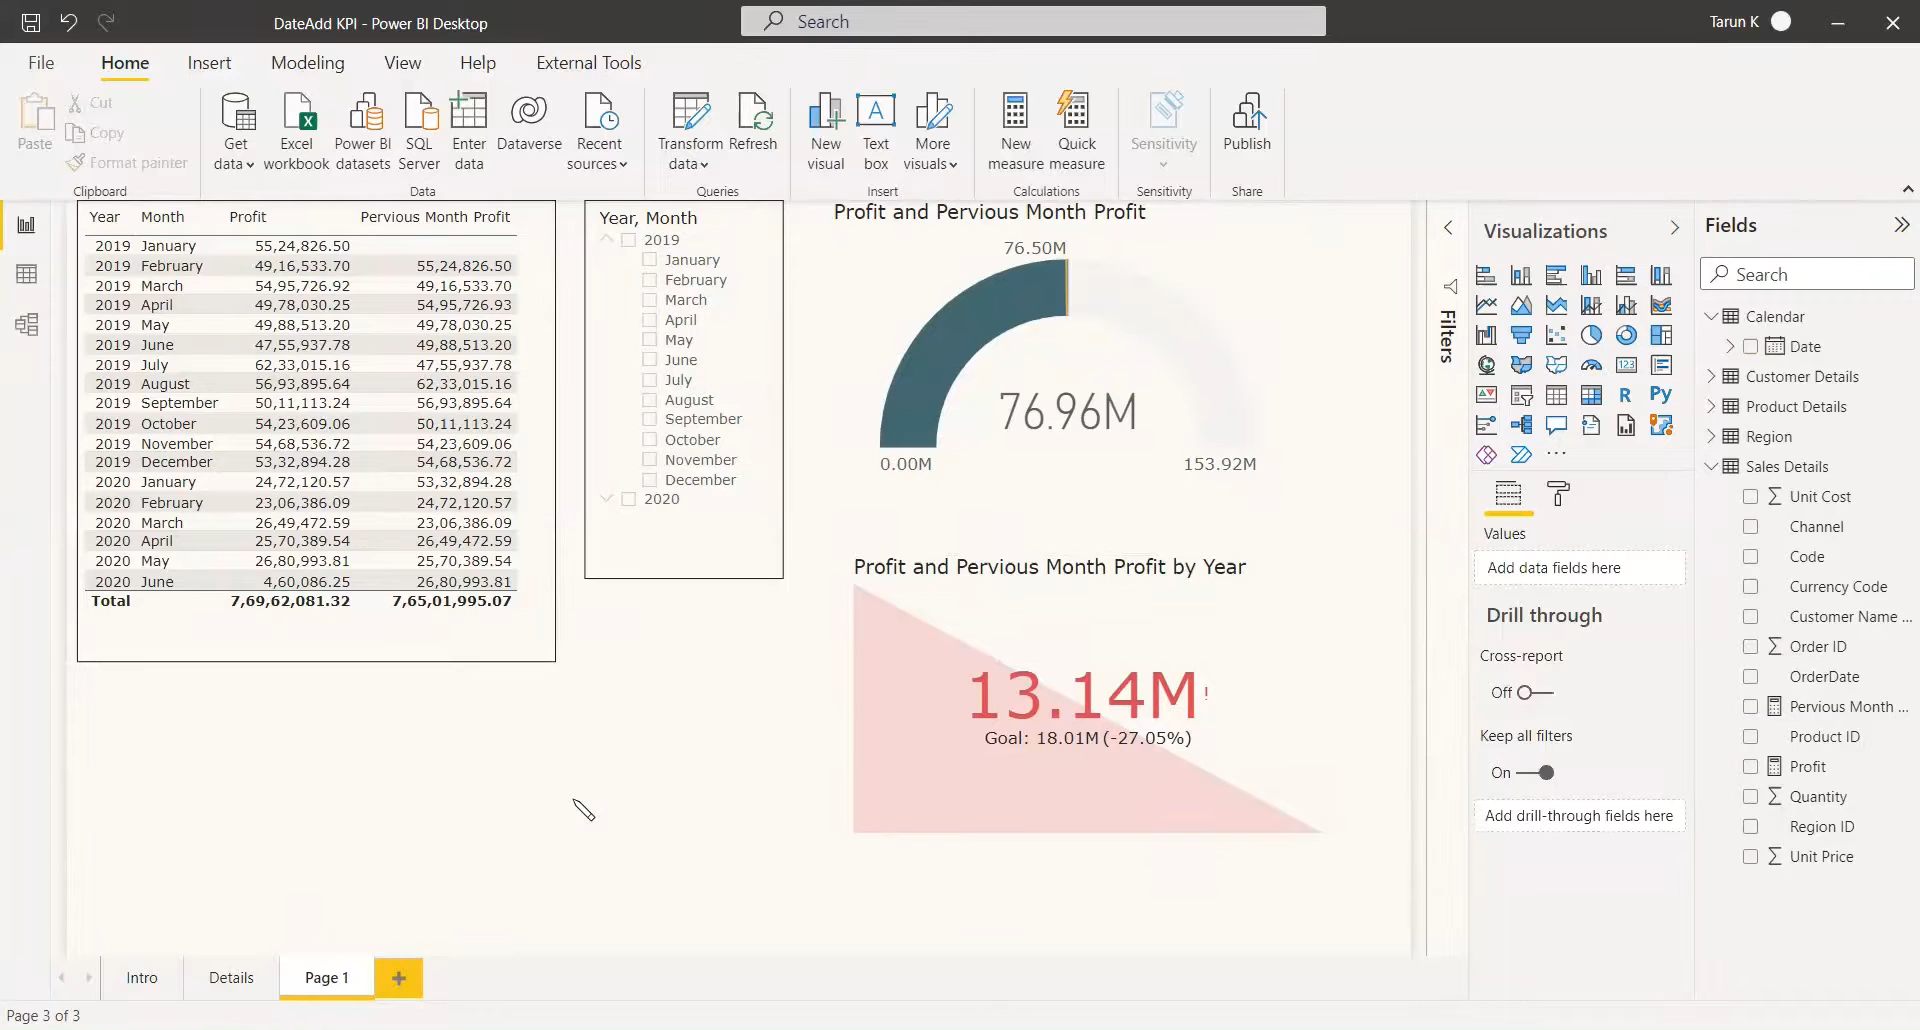 DateAdd KPI - Power BI Desktop
Search
Tarun K
File Home Insert Modeling View Help External Tools
Paste
Cut
Copy
Format painter
Clipboard
Get data
Excel workbook
Power BI datasets
SQL Server
Enter data
Dataverse
Recent sources
Data
Transform data
Refresh
Queries
New visual
Text box
More visuals
Insert
New measure
Quick measure
Calculations
Sensitivity
Sensitivity
Publish
Share
Year Month Profit Pervious Month Profit
2019 January 55,24,826.50
2019 February 49,16,533.70 55,24,826.50
2019 March 54,95,726.92 49,16,533.70
2019 April 49,78,030.25 54,95,726.93
2019 May 49,88,513.20 49,78,030.25
2019 June 47,55,937.78 49,88,513.20
2019 July 62,33,015.16 47,55,937.78
2019 August 56,93,895.64 62,33,015.16
2019 September 50,11,113.24 56,93,895.64
2019 October 54,23,609.06 50,11,113.24
2019 November 54,68,536.72 54,23,609.06
2019 December 53,32,894.28 54,68,536.72
2020 January 24,72,120.57 53,32,894.28
2020 February 23,06,386.09 24,72,120.57
2020 March 26,49,472.59 23,06,386.09
2020 April 25,70,389.54 26,49,472.59
2020 May 26,80,993.81 25,70,389.54
2020 June 4,60,086.25 26,80,993.81
Total 7,69,62,081.32 7,65,01,995.07
Year, Month
2019
January
February
March
April
May
June
July
August
September
October
November
December
2020
Profit and Pervious Month Profit
76.50M
76.96M
0.00M 153.92M
Profit and Pervious Month Profit by Year
13.14M!
Goal: 18.01M (-27.05%)
Filters
Visualizations
R
Py
123
...
Values
Add data fields here
Drill through
Cross-report
Off
Keep all filters
On
Add drill-through fields here
Fields
Search
Calendar
Date
Customer Details
Product Details
Region
Sales Details
Unit Cost
Channel
Code
Currency Code
Customer Name ...
Order ID
OrderDate
Pervious Month ...
Product ID
Profit
Quantity
Region ID
Unit Price
Intro
Details
Page 1
Page 3 of 3